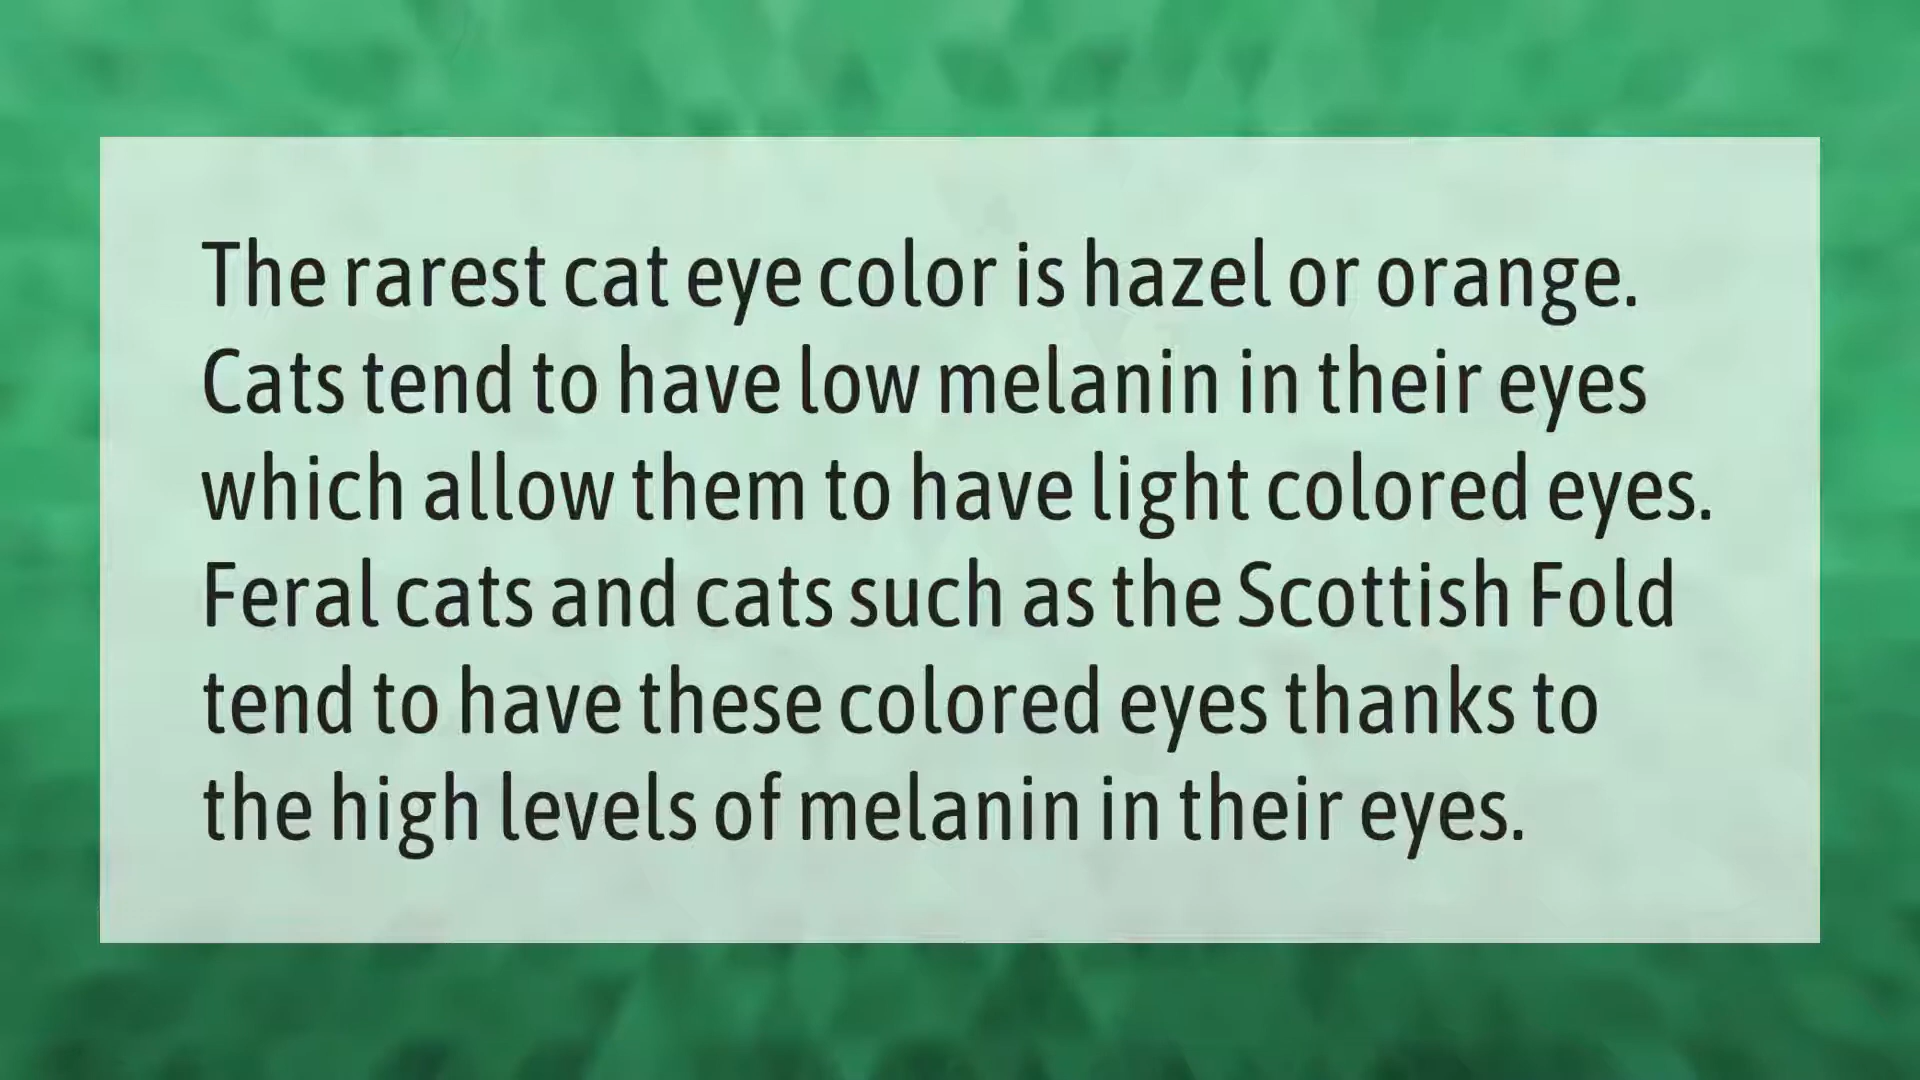 The rarest cat eye color is hazel or orange.
Cats tend to have low melanin in their eyes
which allow them to have light colored eyes.
Feral cats and cats such as the Scottish Fold
tend to have these colored eyes thanks to
the high levels of melanin in their eyes.